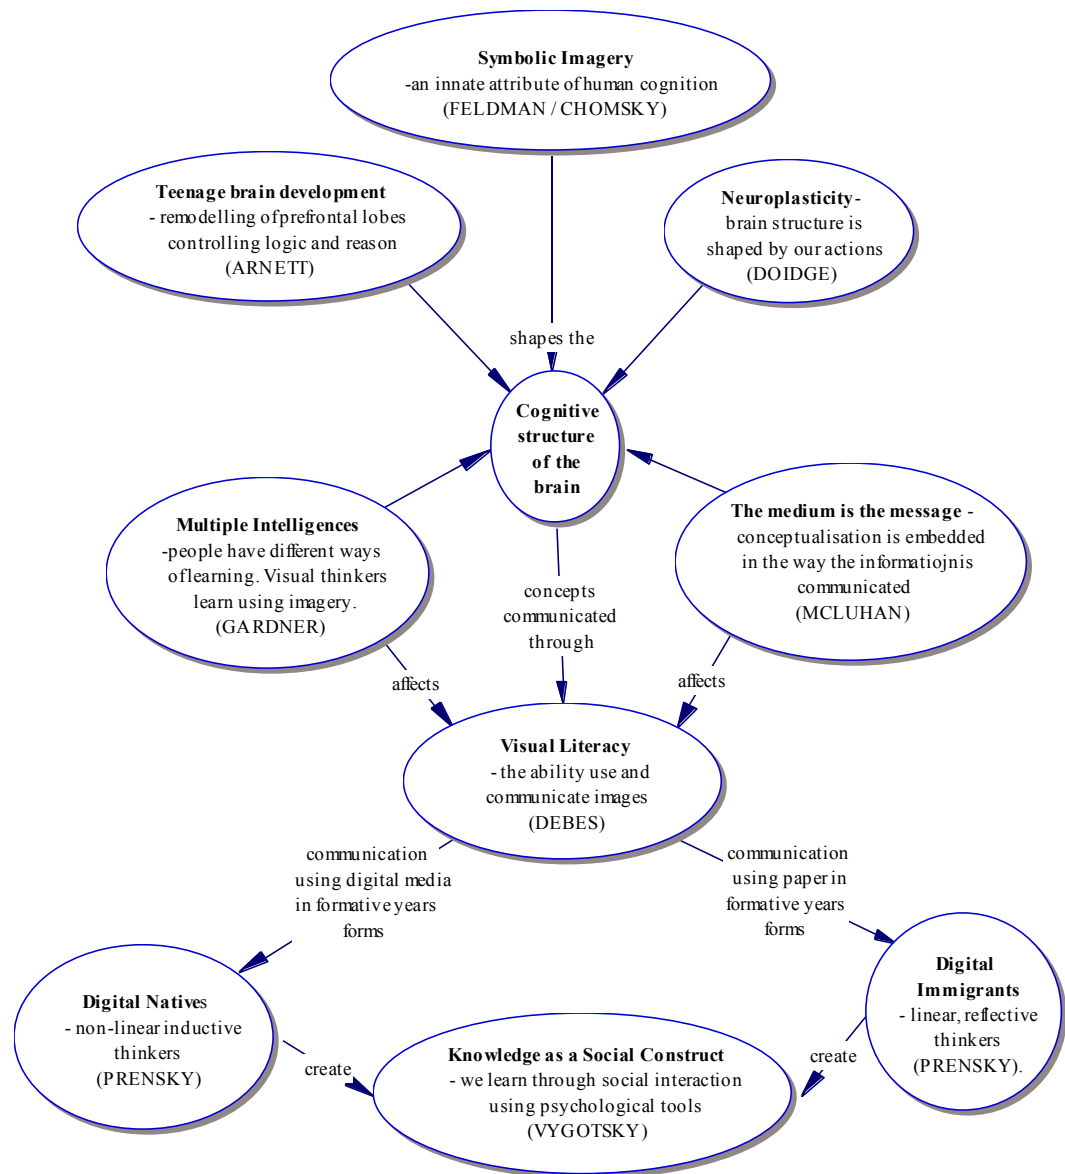 Symbolic Imagery
-an innate attribute of human cognition
(FELDMAN / CHOMSKY)
Teenage brain development
- remodelling of prefrontal lobes
controlling logic and reason
(ARNETT)
Neuroplasticity-
brain structure is
shaped by our actions
(DOIDGE)
shapes the
Cognitive
structure
of the
brain
Multiple Intelligences
-people have different ways
of learning. Visual thinkers
learn using imagery.
(GARDNER)
The medium is the message -
conceptualisation is embedded
in the way the informatiojn is
communicated
(MCLUHAN)
concepts
communicated
through
affects
affects
Visual Literacy
- the ability use and
communicate images
(DEBES)
communication
using digital media
in formative years
forms
communication
using paper in
formative years
forms
Digital Natives
- non-linear inductive
thinkers
(PRENSKY)
Digital
Immigrants
- linear, reflective
thinkers
(PRENSKY).
create
create
Knowledge as a Social Construct
- we learn through social interaction
using psychological tools
(VYGOTSKY)